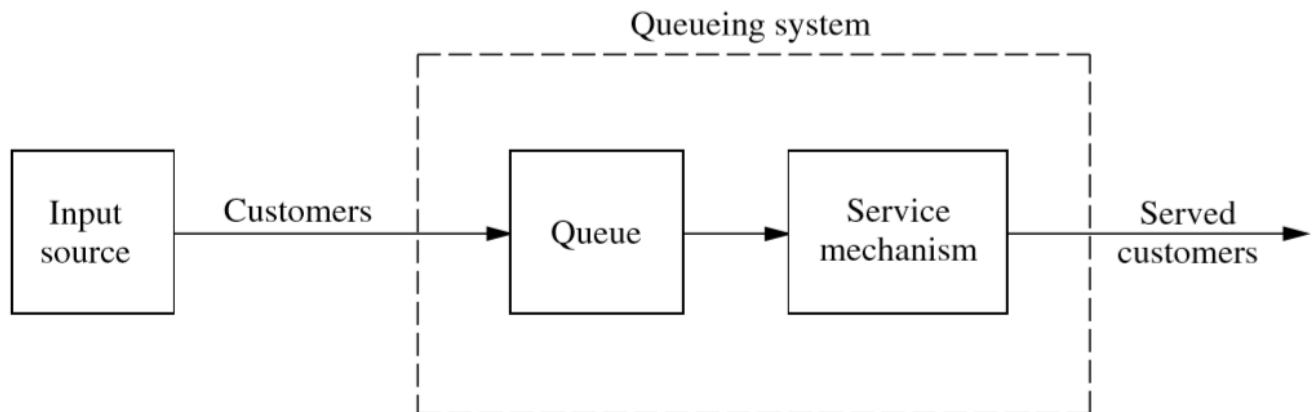 Queueing system
Input
source
Customers
Queue
Service
mechanism
Served
customers